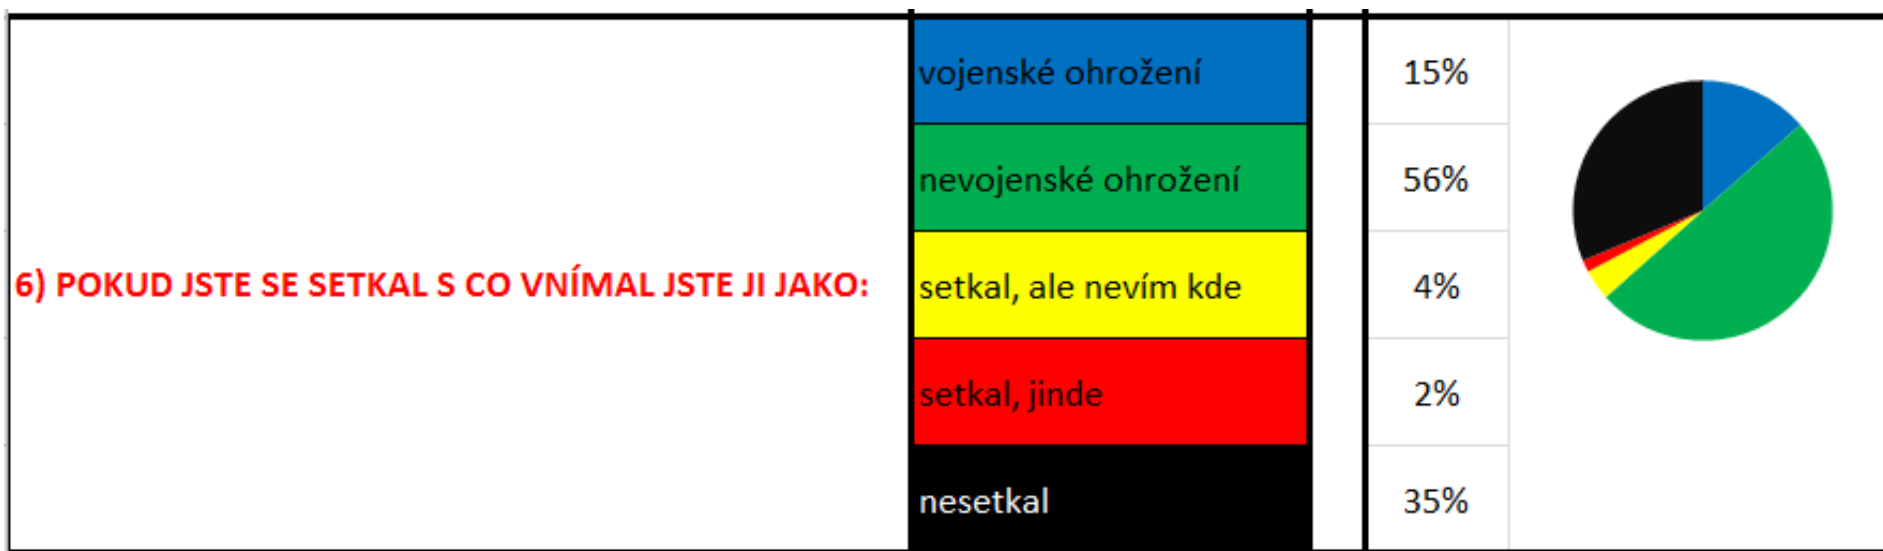 vojenské ohrožení 15%
nevojenské ohrožení 56%
6) POKUD JSTE SE SETKAL S CO VNÍMAL JSTE JI JAKO: setkal, ale nevím kde 4%
setkal, jinde 2%
nesetkal 35%